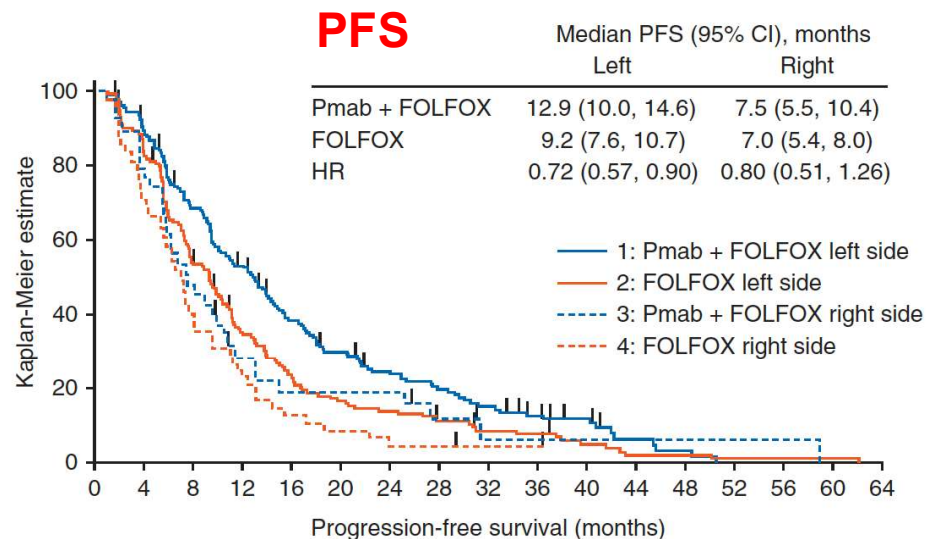 PFS
Median PFS (95% CI), months
Left Right
Pmab + FOLFOX 12.9 (10.0, 14.6) 7.5 (5.5, 10.4)
FOLFOX 9.2 (7.6, 10.7) 7.0 (5.4, 8.0)
HR 0.72 (0.57, 0.90) 0.80 (0.51, 1.26)
1: Pmab + FOLFOX left side
2: FOLFOX left side
3: Pmab + FOLFOX right side
4: FOLFOX right side
Kaplan-Meier estimate
100
80
60
40
20
0
0 4 8 12 16 20 24 28 32 36 40 44 48 52 56 60 64
Progression-free survival (months)